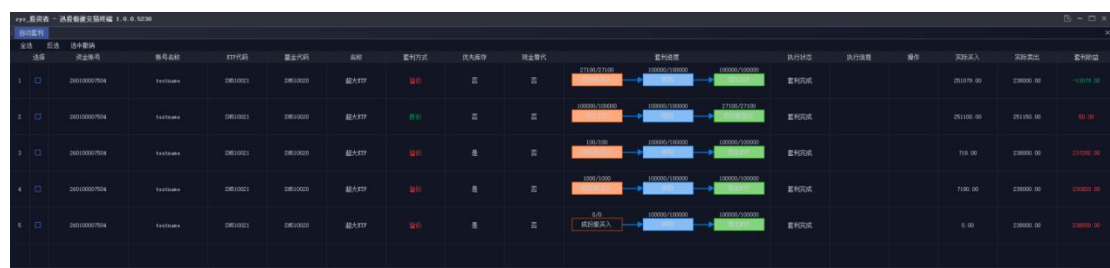 xyz_投资者 - 迅投极速交易终端 1.0.0.5236
自动套利
全选 反选 选中撤销
选择 资金账号 账号名称 ETF代码 基金代码 名称 套利方式 优先库存 现金替代 套利进度 执行状态 执行信息 操作 实际买入 实际卖出 套利收益
27100/27100 100000/100000 100000/100000
1 260100007504 testname SH510021 SH510020 超大ETF 溢价 否 否 套利完成 251079.00 238000.00 -13079.00
100000/100000 100000/100000 27100/27100
2 260100007504 testname SH510021 SH510020 超大ETF 折价 否 否 套利完成 251100.00 251150.00 50.00
100/100 100000/100000 100000/100000
3 260100007504 testname SH510021 SH510020 超大ETF 溢价 是 否 套利完成 718.00 238000.00 237282.00
1000/1000 100000/100000 100000/100000
4 260100007504 testname SH510021 SH510020 超大ETF 溢价 是 否 套利完成 7180.00 238000.00 230820.00
0/0 100000/100000 100000/100000
5 260100007504 testname SH510021 SH510020 超大ETF 溢价 是 否 成份股买入 套利完成 0.00 238000.00 238000.00